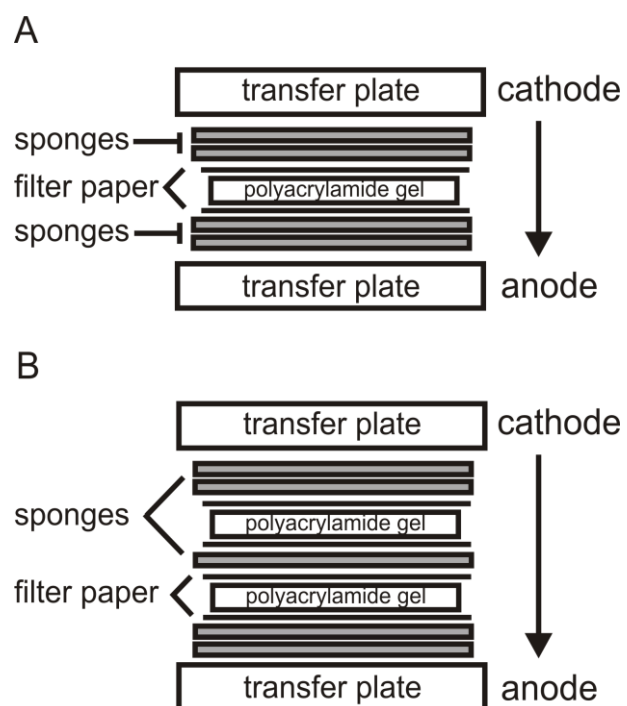 A
transfer plate cathode
sponges
filter paper polyacrylamide gel
sponges
transfer plate anode
B
transfer plate cathode
polyacrylamide gel
sponges
filter paper polyacrylamide gel
transfer plate anode